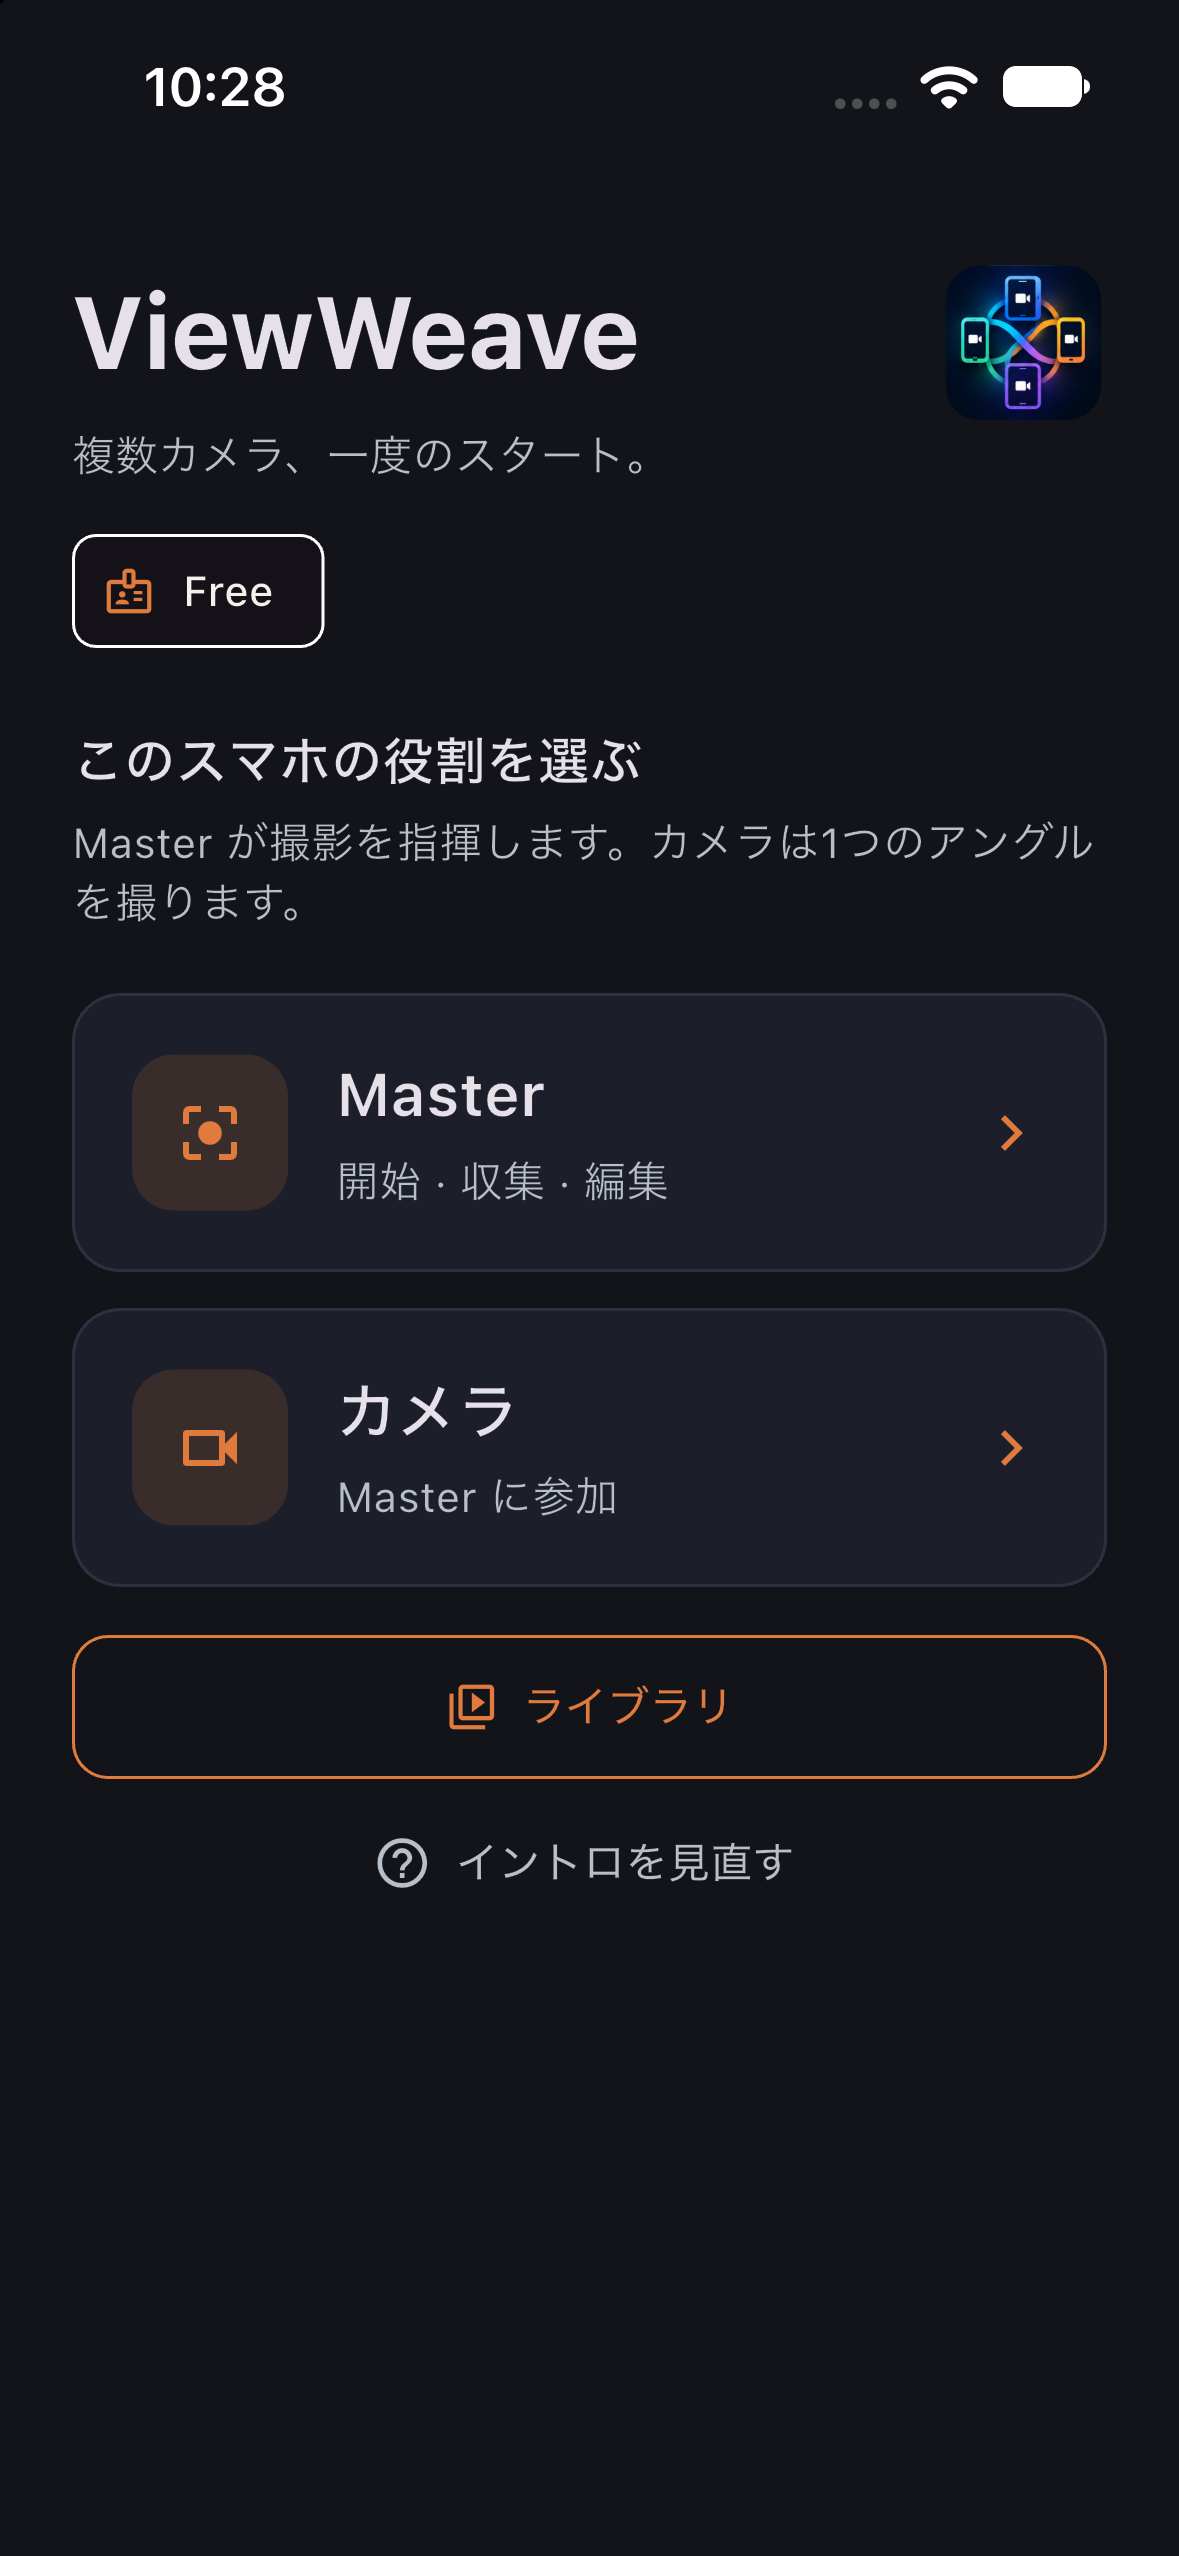 10:28
ViewWeave
複数カメラ、一度のスタート。
Free
このスマホの役割を選ぶ
Master が撮影を指揮します。カメラは1つのアングル
を撮ります。
Master
開始 · 収集 · 編集
カメラ
Master に参加
ライブラリ
イントロを見直す